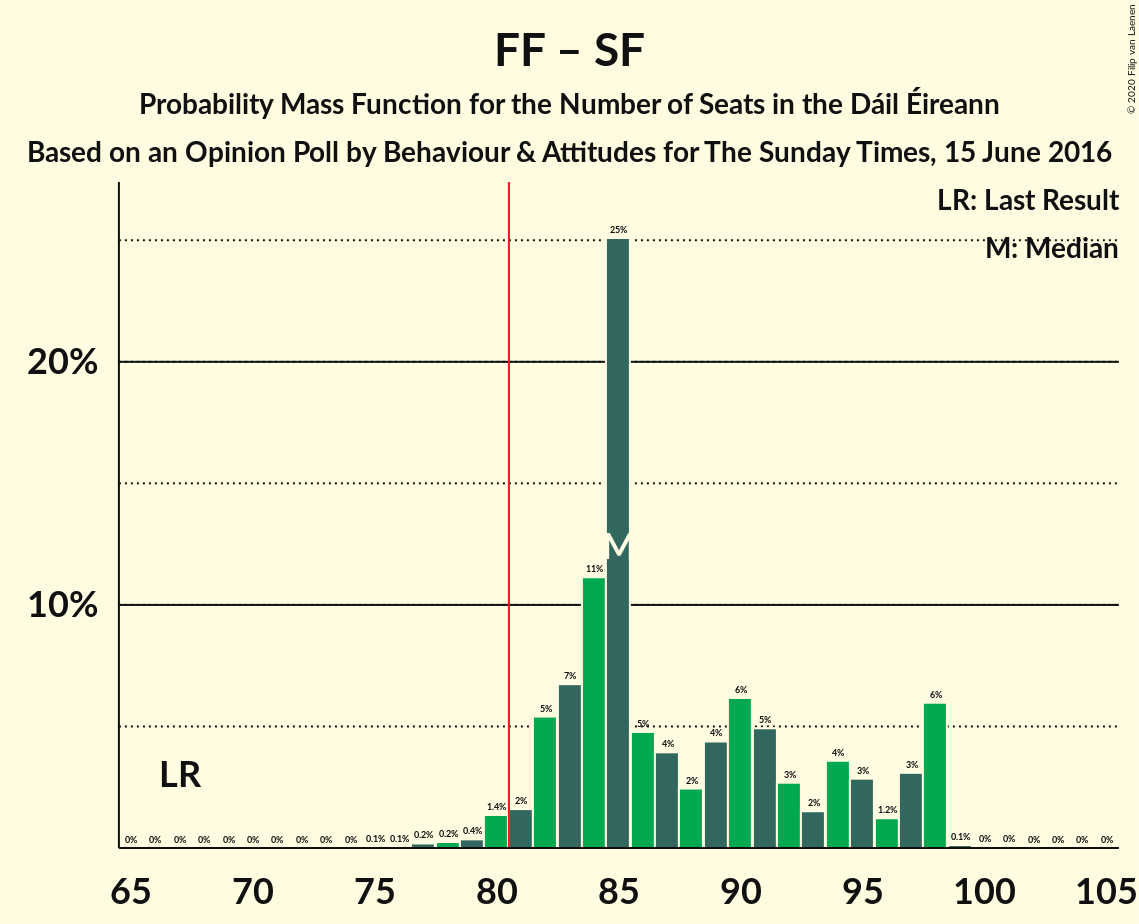 FF – SF
Probability Mass Function for the Number of Seats in the Dáil Éireann
Based on an Opinion Poll by Behaviour & Attitudes for The Sunday Times, 15 June 2016
© 2020 Filip van Laenen
LR: Last Result
M: Median
20%
10%
LR
M
0% 0% 0% 0% 0% 0% 0% 0% 0% 0% 0.1% 0.1% 0.2% 0.2% 0.4% 1.4% 2% 5% 7% 11% 25% 5% 4% 2% 4% 6% 5% 3% 2% 4% 3% 1.2% 3% 6% 0.1% 0% 0% 0% 0% 0% 0%
65 70 75 80 85 90 95 100 105